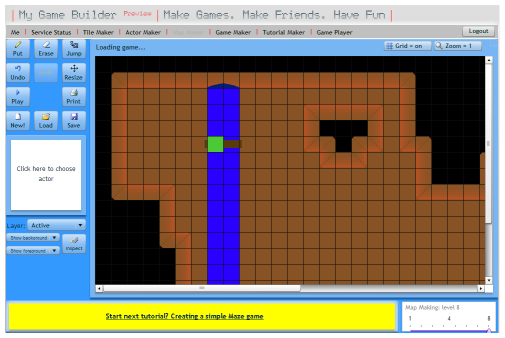 My Game Builder Preview | Make Games. Make Friends. Have Fun |
Me | Service Status | Tile Maker | Actor Maker | Map Maker | Game Maker | Tutorial Maker | Game Player
Logout
Put
Erase
Jump
Undo
Resize
Play
Print
New!
Load
Save
Loading game...
Grid = on
Zoom = 1
Click here to choose
actor
Layer: Active
Show background
Show foreground
Inspect
Start next tutorial? Creating a simple Maze game
Map Making: level 8
1 4 8